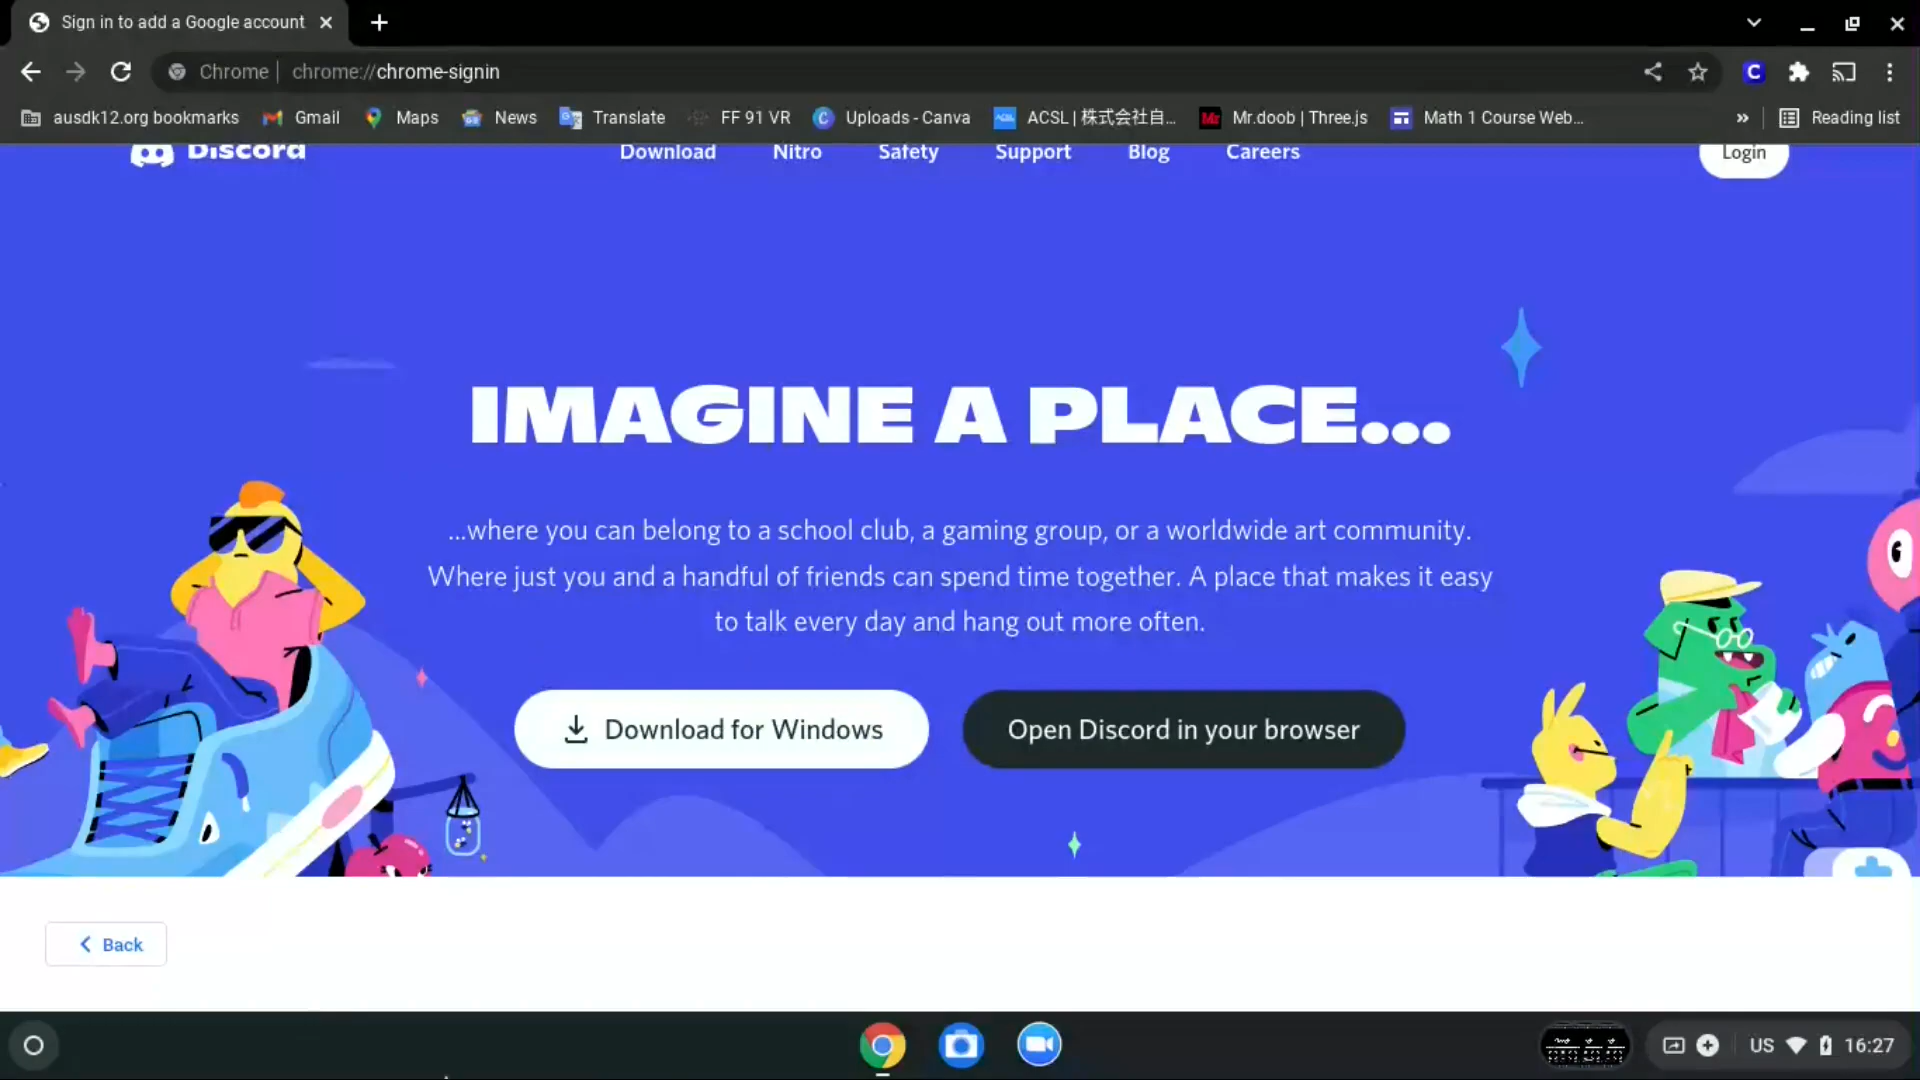 Sign in to add a Google account
Chrome | chrome://chrome-signin
ausdk12.org bookmarks Gmail Maps News Translate FF 91 VR Uploads - Canva ACSL | 株式会社自... Mr.doob | Three.js Math 1 Course Web... » Reading list
Discord Download Nitro Safety Support Blog Careers Login
IMAGINE A PLACE...
...where you can belong to a school club, a gaming group, or a worldwide art community.
Where just you and a handful of friends can spend time together. A place that makes it easy
to talk every day and hang out more often.
Download for Windows Open Discord in your browser
Back
US 16:27